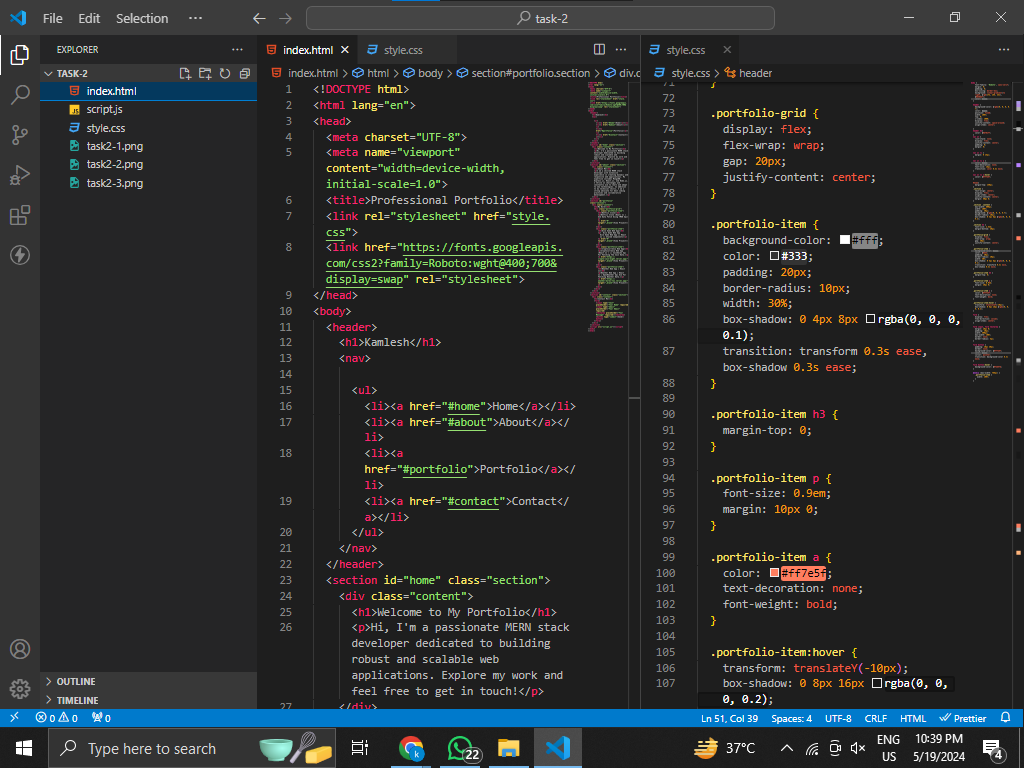 File Edit Selection ··· task-2
EXPLORER
TASK-2
index.html
script.js
style.css
task2-1.png
task2-2.png
task2-3.png
OUTLINE
TIMELINE
index.html style.css
index.html > html > body > section#portfolio.section > div.c
1 <!DOCTYPE html>
2 <html lang="en">
3 <head>
4 <meta charset="UTF-8">
5 <meta name="viewport"
content="width=device-width,
initial-scale=1.0">
6 <title>Professional Portfolio</title>
7 <link rel="stylesheet" href="style.
css">
8 <link href="https://fonts.googleapis.
com/css2?family=Roboto:wght@400;700&
display=swap" rel="stylesheet">
9 </head>
10 <body>
11 <header>
12 <h1>Kamlesh</h1>
13 <nav>
14
15 <ul>
16 <li><a href="#home">Home</a></li>
17 <li><a href="#about">About</a></
li>
18 <li><a
href="#portfolio">Portfolio</a></
li>
19 <li><a href="#contact">Contact</
a></li>
20 </ul>
21 </nav>
22 </header>
23 <section id="home" class="section">
24 <div class="content">
25 <h1>Welcome to My Portfolio</h1>
26 <p>Hi, I'm a passionate MERN stack
developer dedicated to building
robust and scalable web
applications. Explore my work and
feel free to get in touch!</p>
27 </div>
style.css
style.css > header
71 }
72
73 .portfolio-grid {
74 display: flex;
75 flex-wrap: wrap;
76 gap: 20px;
77 justify-content: center;
78 }
79
80 .portfolio-item {
81 background-color: #fff;
82 color: #333;
83 padding: 20px;
84 border-radius: 10px;
85 width: 30%;
86 box-shadow: 0 4px 8px rgba(0, 0, 0,
0.1);
87 transition: transform 0.3s ease,
box-shadow 0.3s ease;
88 }
89
90 .portfolio-item h3 {
91 margin-top: 0;
92 }
93
94 .portfolio-item p {
95 font-size: 0.9em;
96 margin: 10px 0;
97 }
98
99 .portfolio-item a {
100 color: #ff7e5f;
101 text-decoration: none;
102 font-weight: bold;
103 }
104
105 .portfolio-item:hover {
106 transform: translateY(-10px);
107 box-shadow: 0 8px 16px rgba(0, 0,
0, 0.2);
0 0 0 Ln 51, Col 39 Spaces: 4 UTF-8 CRLF HTML Prettier
Type here to search 22 37°C ENG US 10:39 PM 5/19/2024 4